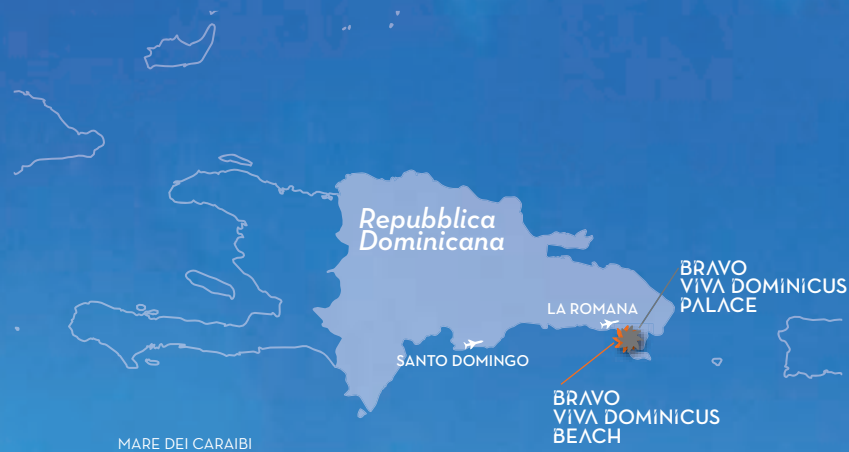 Repubblica
Dominicana
BRAVO
VIVA DOMINICUS
PALACE
LA ROMANA
SANTO DOMINGO
BRAVO
VIVA DOMINICUS
BEACH
MARE DEI CARAIBI